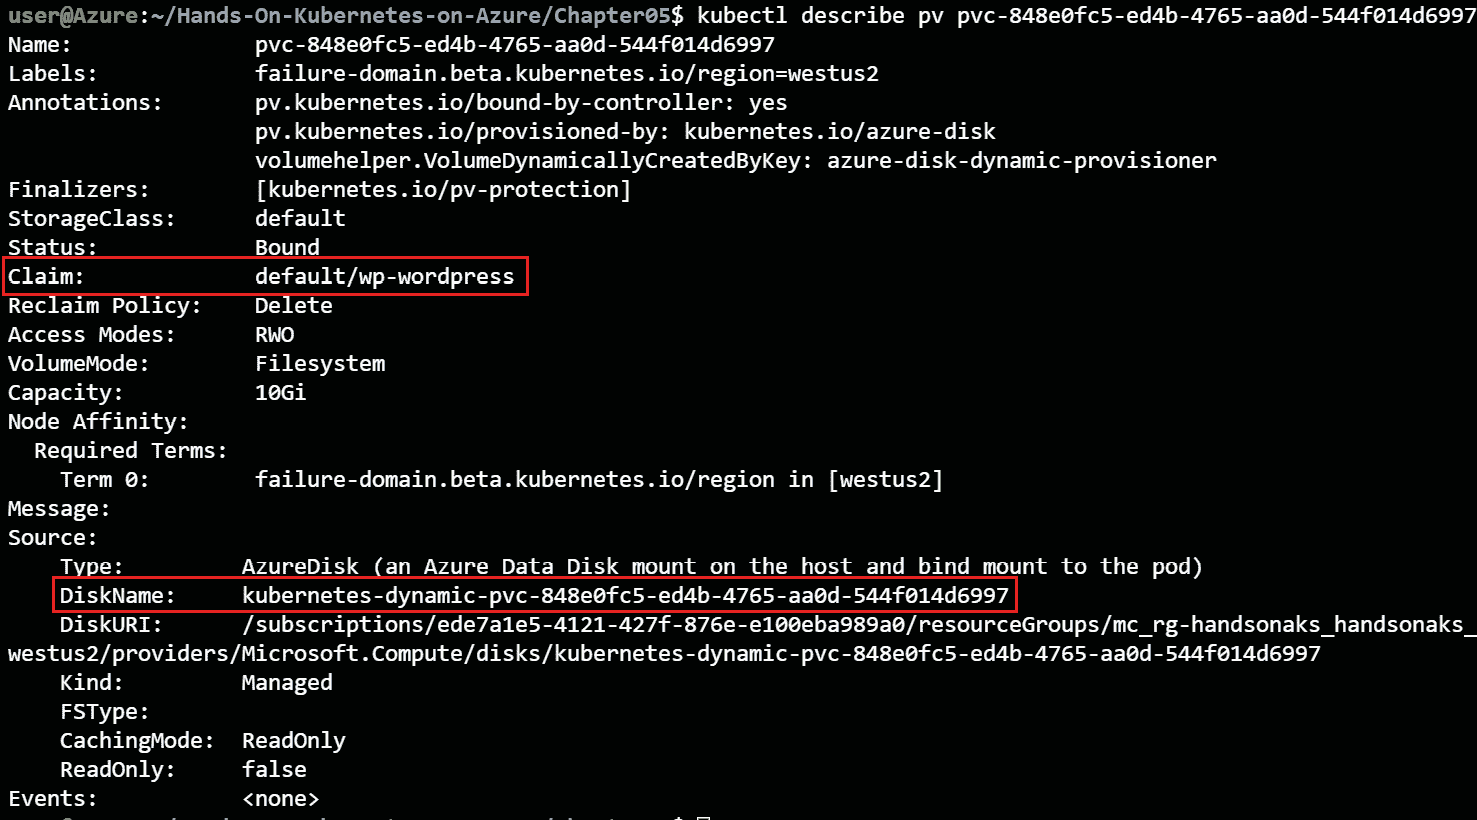 user@Azure:~/Hands-On-Kubernetes-on-Azure/Chapter05$ kubectl describe pv pvc-848e0fc5-ed4b-4765-aa0d-544f014d6997
Name:              pvc-848e0fc5-ed4b-4765-aa0d-544f014d6997
Labels:            failure-domain.beta.kubernetes.io/region=westus2
Annotations:       pv.kubernetes.io/bound-by-controller: yes
                   pv.kubernetes.io/provisioned-by: kubernetes.io/azure-disk
                   volumehelper.VolumeDynamicallyCreatedByKey: azure-disk-dynamic-provisioner
Finalizers:        [kubernetes.io/pv-protection]
StorageClass:      default
Status:            Bound
Claim:             default/wp-wordpress
Reclaim Policy:    Delete
Access Modes:      RWO
VolumeMode:        Filesystem
Capacity:          10Gi
Node Affinity:
  Required Terms:
    Term 0:        failure-domain.beta.kubernetes.io/region in [westus2]
Message:
Source:
    Type:         AzureDisk (an Azure Data Disk mount on the host and bind mount to the pod)
    DiskName:     kubernetes-dynamic-pvc-848e0fc5-ed4b-4765-aa0d-544f014d6997
    DiskURI:      /subscriptions/ede7a1e5-4121-427f-876e-e100eba989a0/resourceGroups/mc_rg-handsonaks_handsonaks_
westus2/providers/Microsoft.Compute/disks/kubernetes-dynamic-pvc-848e0fc5-ed4b-4765-aa0d-544f014d6997
    Kind:         Managed
    FSType:
    CachingMode:  ReadOnly
    ReadOnly:     false
Events:           <none>